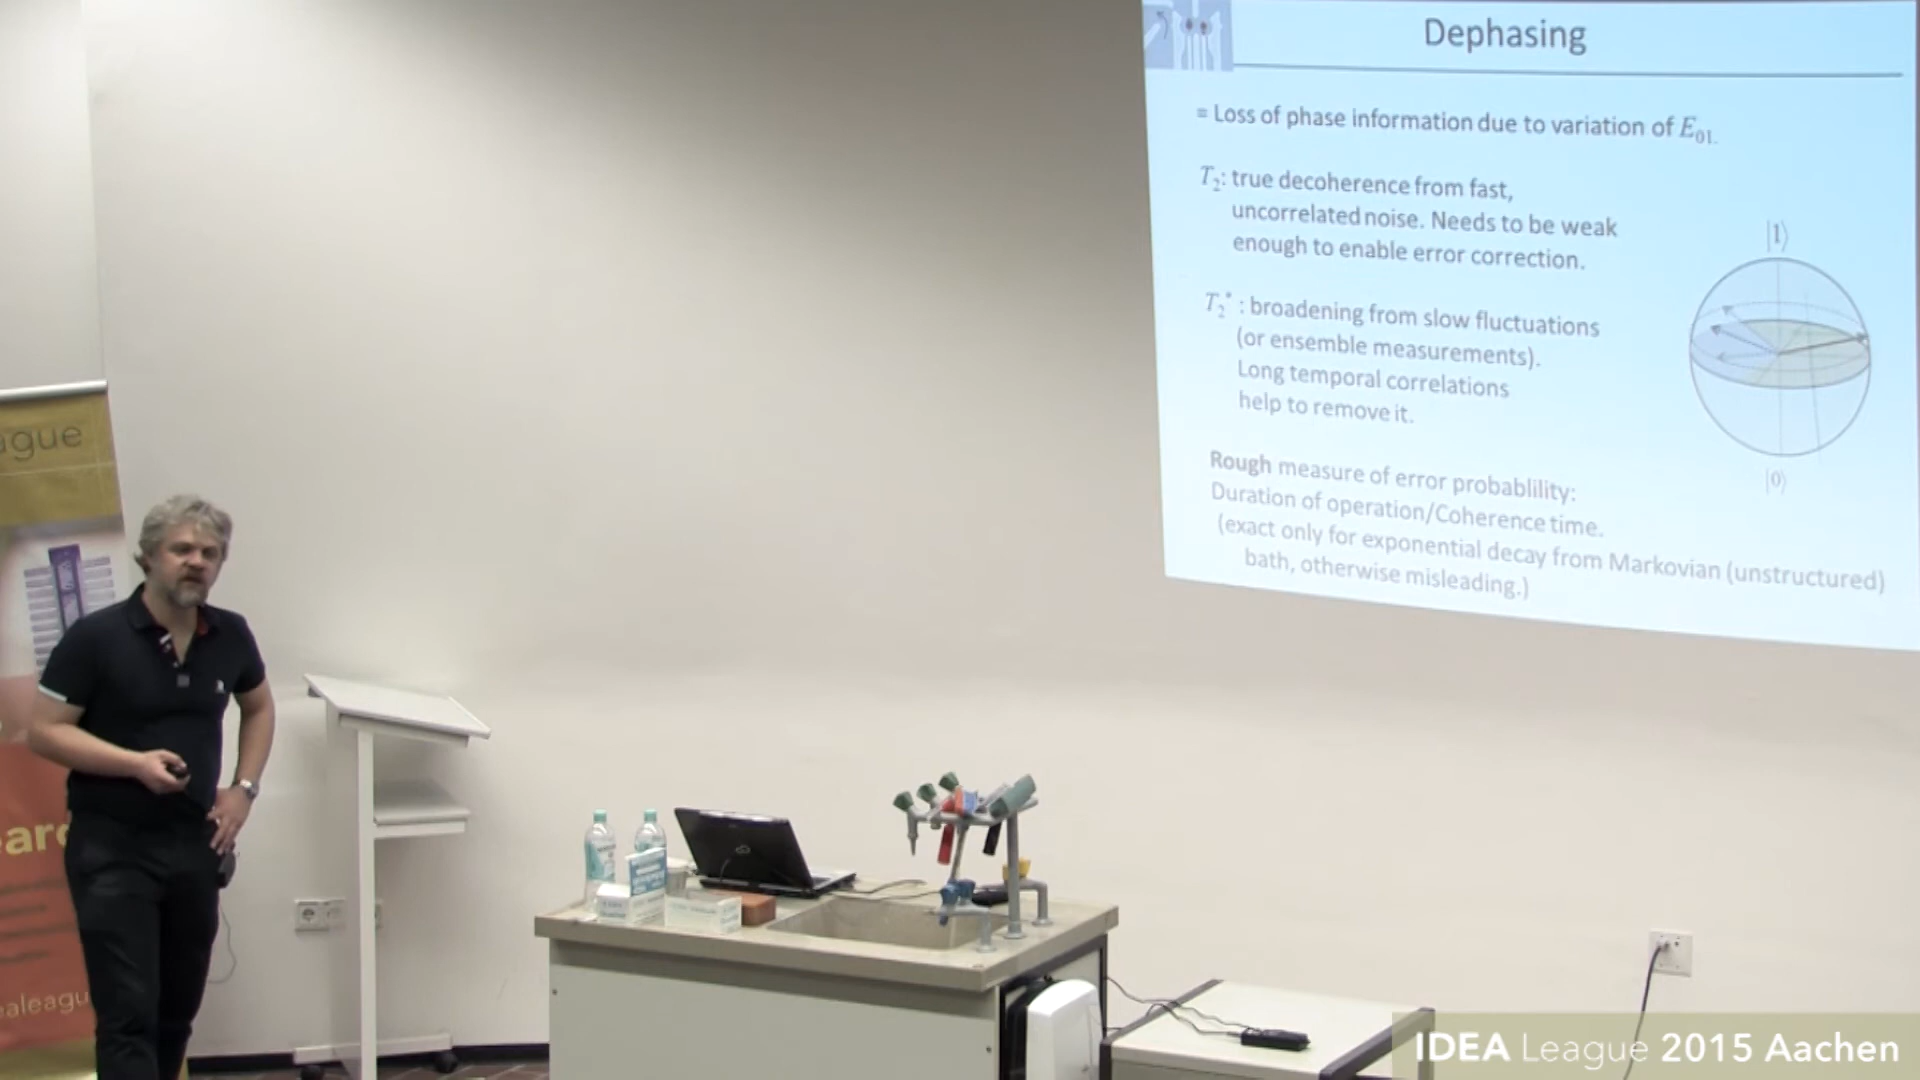 Dephasing
= Loss of phase information due to variation of E01.
T2: true decoherence from fast,
uncorrelated noise. Needs to be weak
enough to enable error correction.
T2* : broadening from slow fluctuations
(or ensemble measurements).
Long temporal correlations
help to remove it.
Rough measure of error probablility:
Duration of operation/Coherence time.
(exact only for exponential decay from Markovian (unstructured)
bath, otherwise misleading.)
|1⟩
|0⟩
ague
earc
ealeagu
IDEA League 2015 Aachen